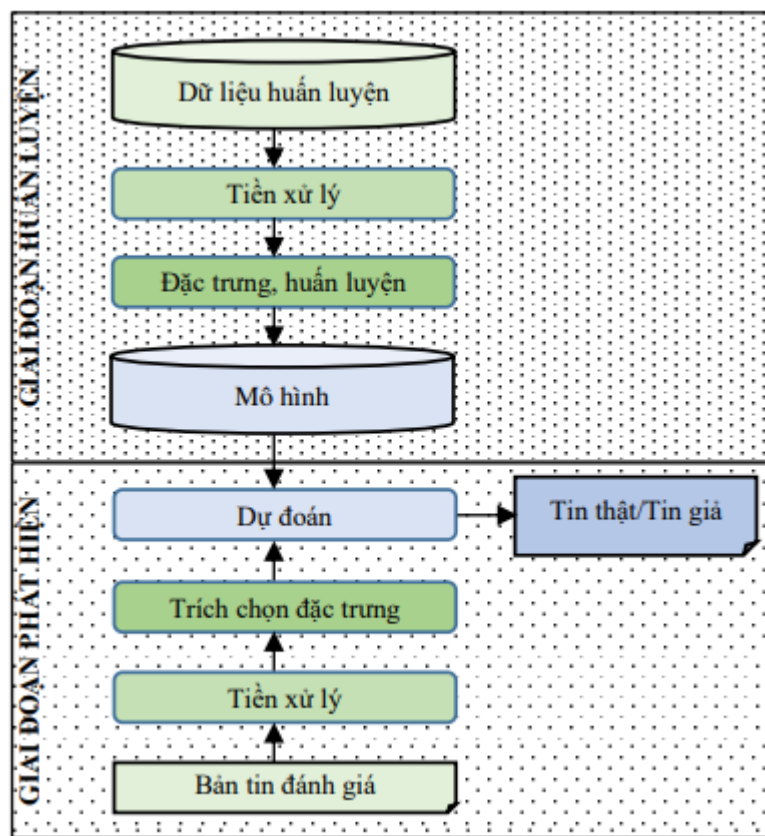 GIAI ĐOẠN HUẤN LUYỆN
Dữ liệu huấn luyện
Tiền xử lý
Đặc trưng, huấn luyện
Mô hình
GIAI ĐOẠN PHÁT HIỆN
Dự đoán
Tin thật/Tin giả
Trích chọn đặc trưng
Tiền xử lý
Bản tin đánh giá